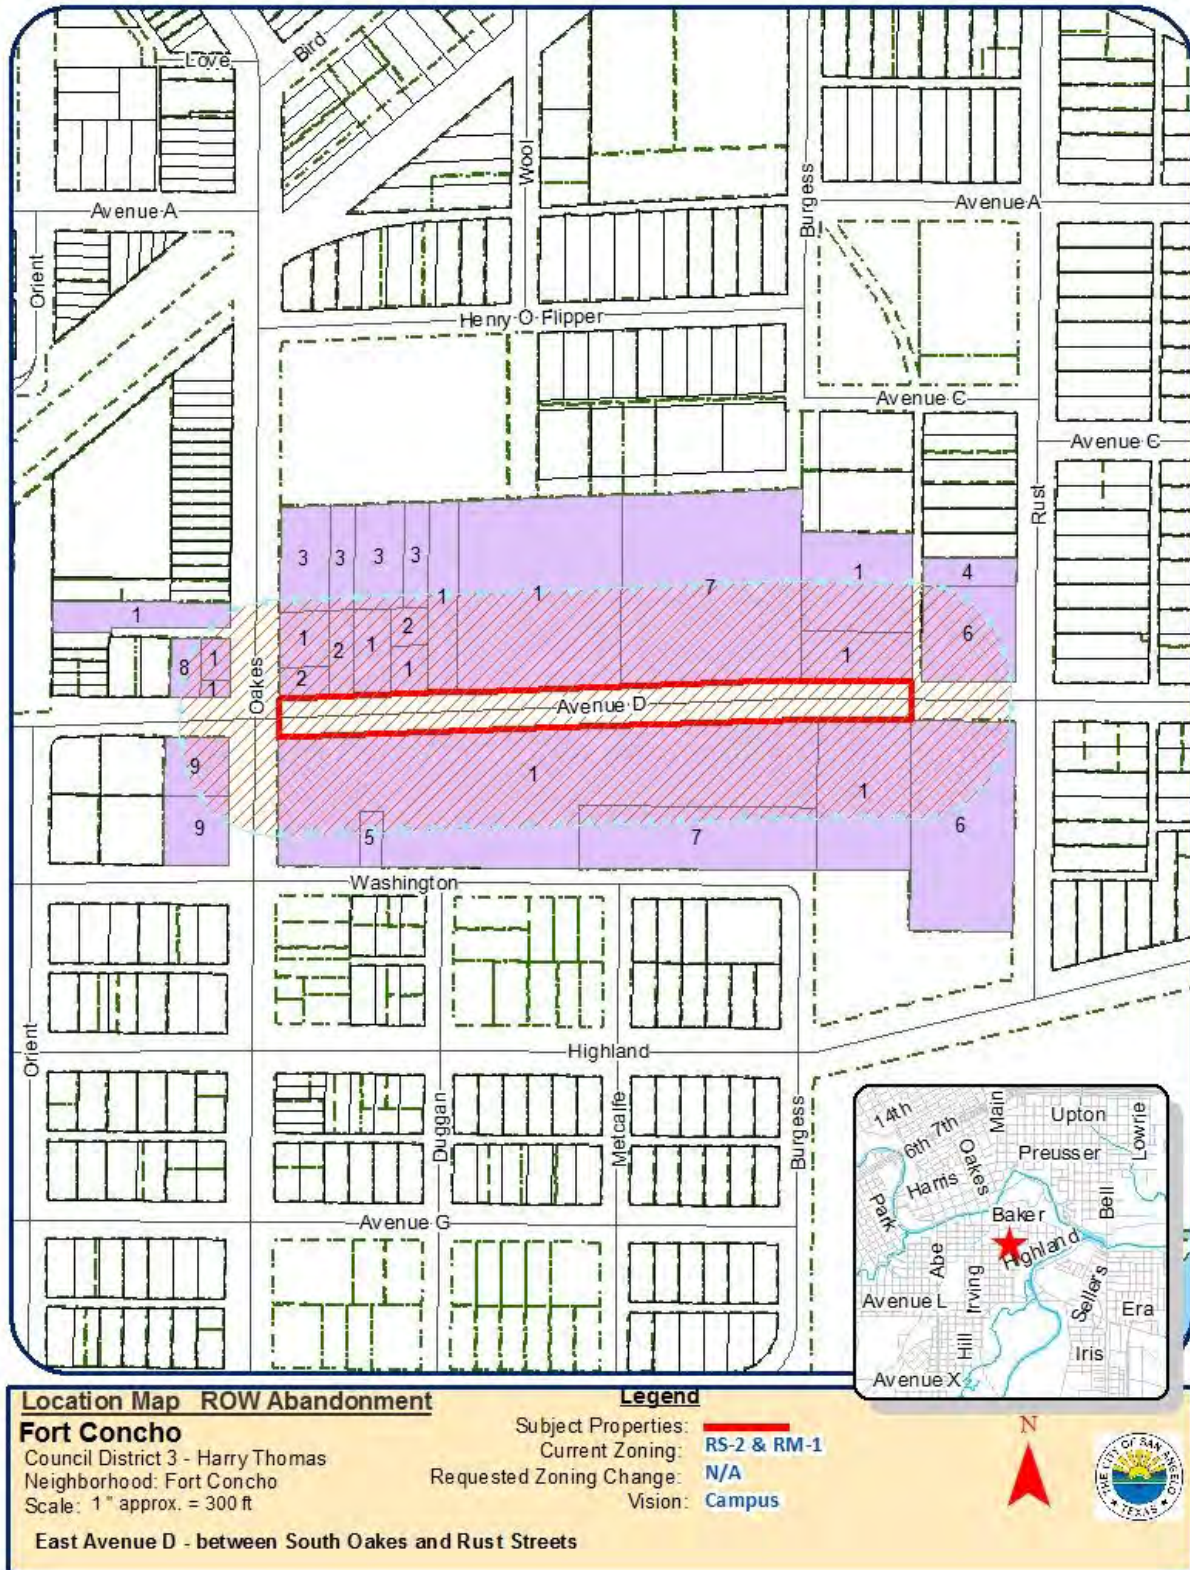 Love
Bird
Wool
Burgess
Avenue A
Avenue A
Orient
Henry O Flipper
Avenue C
Avenue C
Rust
3
3
3
3
1
1
7
1
4
1
8
1
1
1
2
2
1
2
1
1
6
Oakes
Avenue D
9
1
1
9
5
7
6
Washington
Orient
Highland
Duggan
Metcalfe
Burgess
Avenue G
14th
6th 7th
Main
Upton
Lowrie
Oakes
Preusser
Harris
Park
Bell
Baker
Highland
Abe
Irving
Sellers
Avenue L
Era
Hill
Iris
Avenue X
Location Map ROW Abandonment
Fort Concho
Council District 3 - Harry Thomas
Neighborhood: Fort Concho
Scale: 1 " approx. = 300 ft
East Avenue D - between South Oakes and Rust Streets
Legend
Subject Properties:
Current Zoning: RS-2 & RM-1
Requested Zoning Change: N/A
Vision: Campus
N
THE CITY OF SAN ANGELO
TEXAS